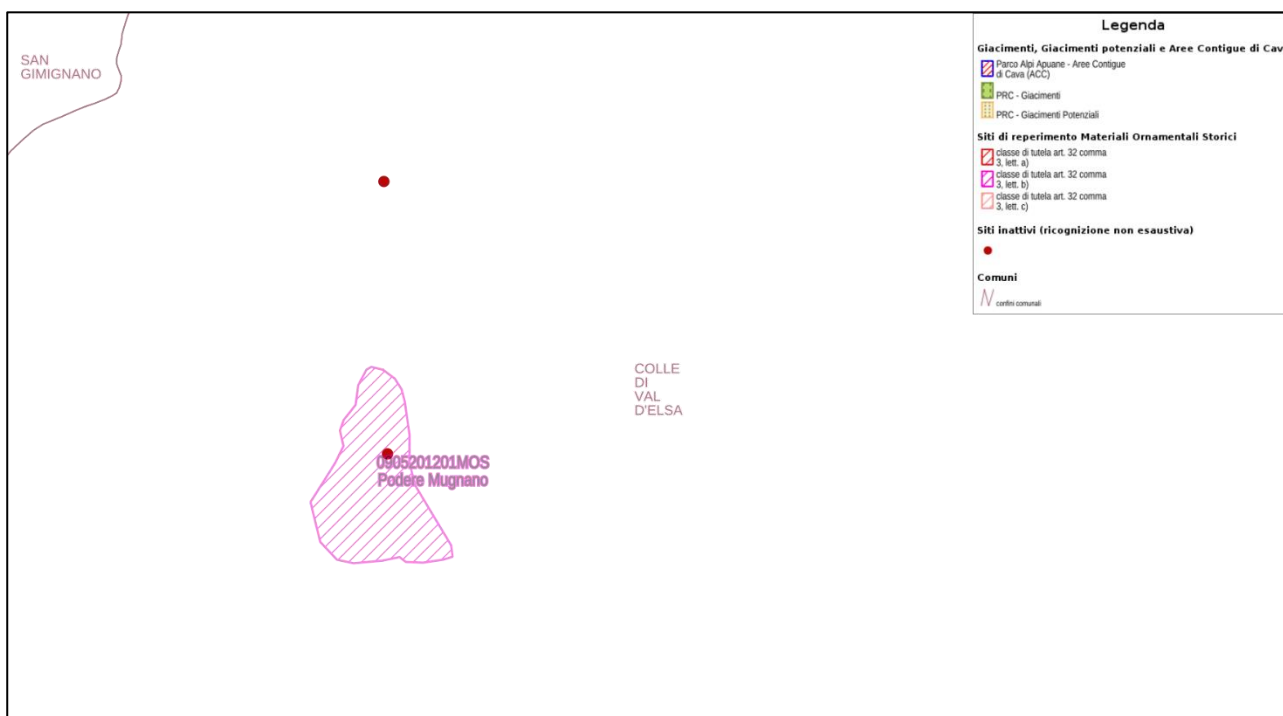 SAN
GIMIGNANO
COLLE
DI
VAL
D'ELSA
0905201201MOS
Podere Mugnano
Legenda
Giacimenti, Giacimenti potenziali e Aree Contigue di Cav
Parco Alpi Apuane - Aree Contigue
di Cava (ACC)
PRC - Giacimenti
PRC - Giacimenti Potenziali
Siti di reperimento Materiali Ornamentali Storici
classe di tutela art. 32 comma
3, lett. a)
classe di tutela art. 32 comma
3, lett. b)
classe di tutela art. 32 comma
3, lett. c)
Siti inattivi (ricognizione non esaustiva)
Comuni
confini comunali